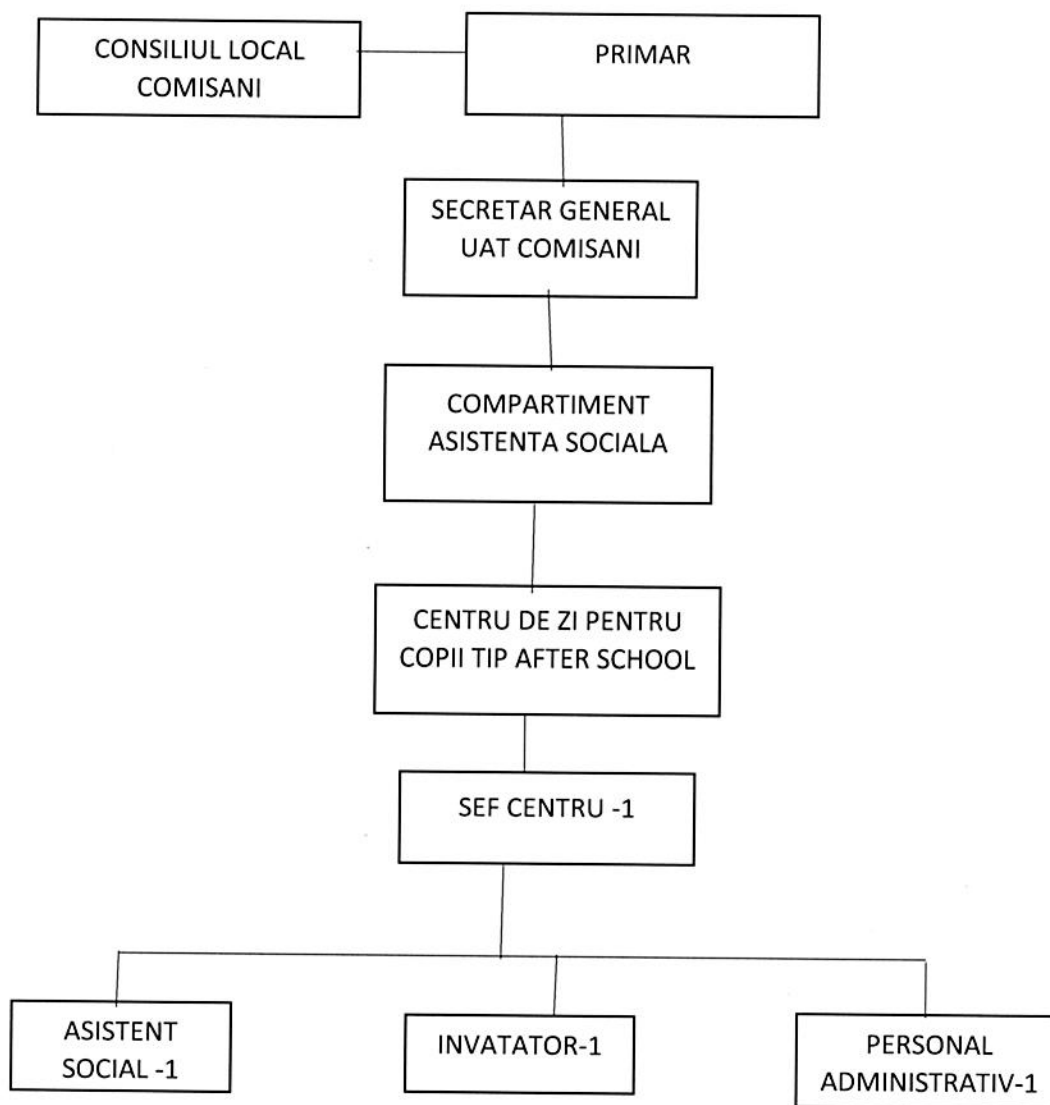 CONSILIUL LOCAL
COMISANI
PRIMAR
SECRETAR GENERAL
UAT COMISANI
COMPARTIMENT
ASISTENTA SOCIALA
CENTRU DE ZI PENTRU
COPII TIP AFTER SCHOOL
SEF CENTRU -1
ASISTENT
SOCIAL -1
INVATATOR-1
PERSONAL
ADMINISTRATIV-1